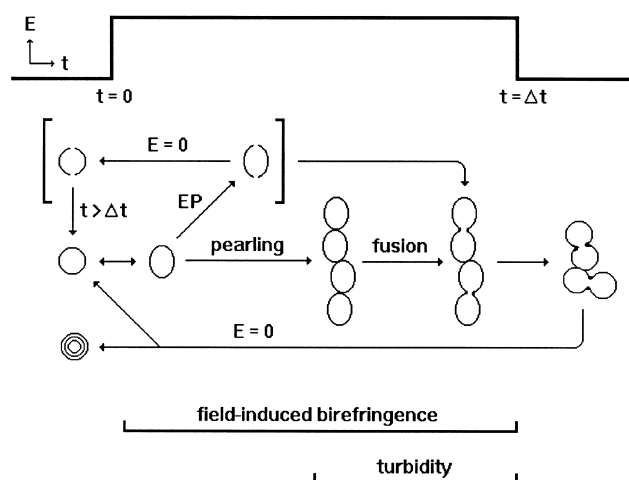 E
t
t = 0
t = Δt
E = 0
EP
t > Δt
pearling
fusion
E = 0
field-induced birefringence
turbidity